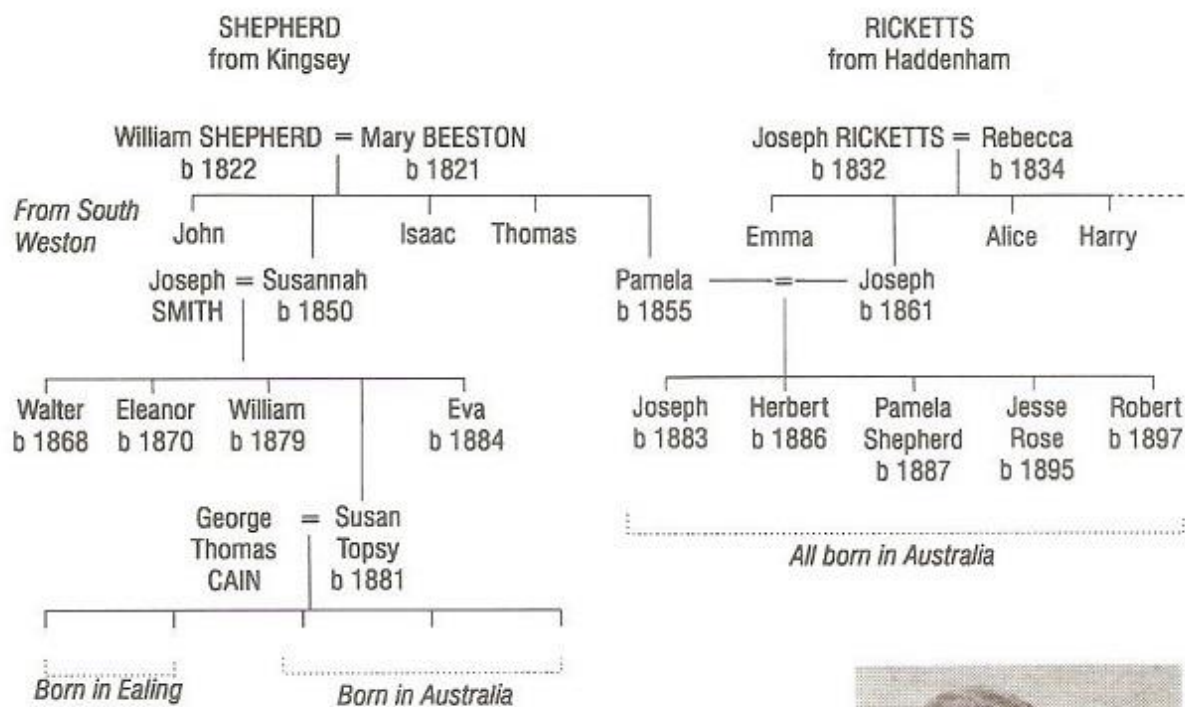 SHEPHERD
from Kingsey
RICKETTS
from Haddenham
William SHEPHERD = Mary BEESTON
b 1822 b 1821
Joseph RICKETTS = Rebecca
b 1832 b 1834
From South
Weston
John Isaac Thomas
Emma Alice Harry
Joseph = Susannah
SMITH b 1850
Pamela = Joseph
b 1855 b 1861
Walter Eleanor William Eva
b 1868 b 1870 b 1879 b 1884
Joseph Herbert Pamela Jesse Robert
b 1883 b 1886 Shepherd Rose b 1897
b 1887 b 1895
George = Susan
Thomas Topsy
CAIN b 1881
All born in Australia
Born in Ealing Born in Australia